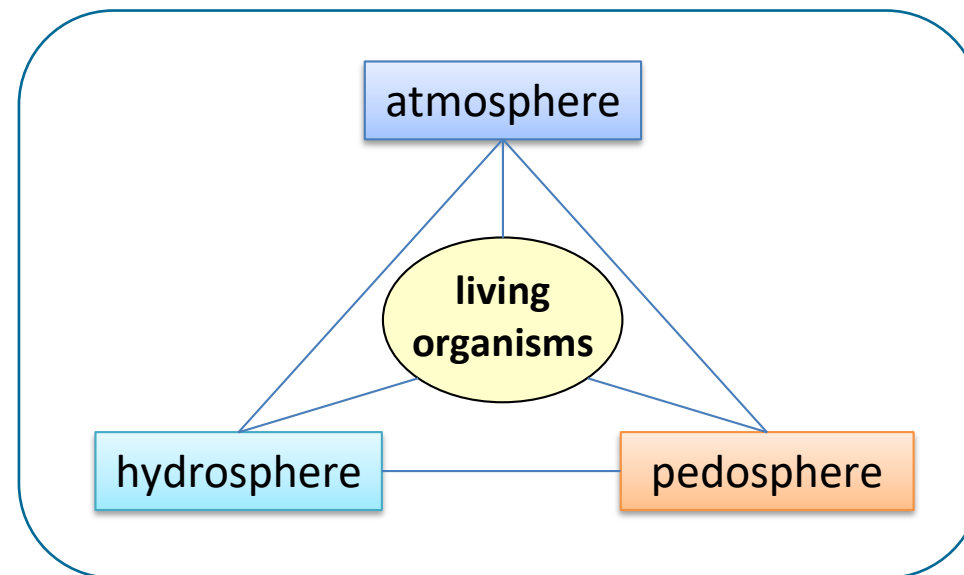 atmosphere
living
organisms
hydrosphere
pedosphere